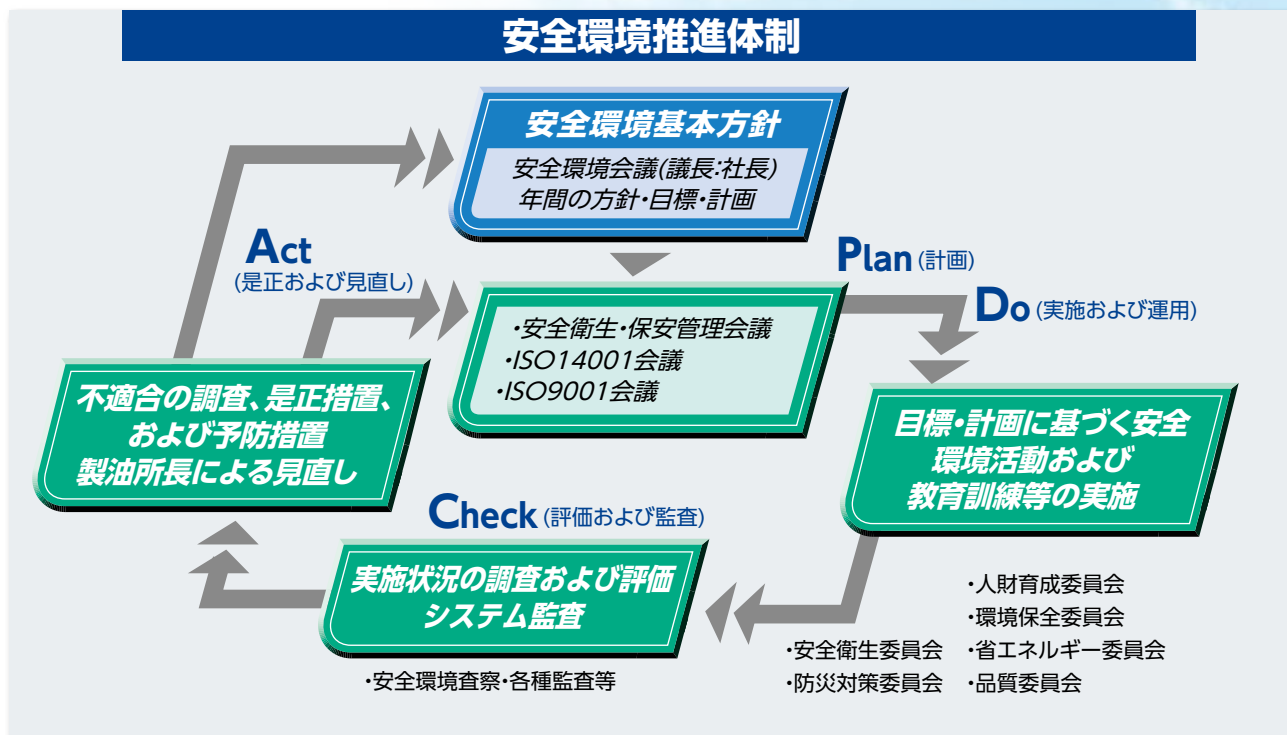 安全環境推進体制
安全環境基本方針
安全環境会議(議長:社長)
年間の方針・目標・計画
Act
(是正および見直し)
Plan (計画)
Do (実施および運用)
・安全衛生・保安管理会議
・ISO14001会議
・ISO9001会議
不適合の調査、是正措置、
および予防措置
製油所長による見直し
目標・計画に基づく安全
環境活動および
教育訓練等の実施
Check (評価および監査)
実施状況の調査および評価
システム監査
・安全環境査察・各種監査等
・人財育成委員会
・環境保全委員会
・安全衛生委員会 ・省エネルギー委員会
・防災対策委員会 ・品質委員会